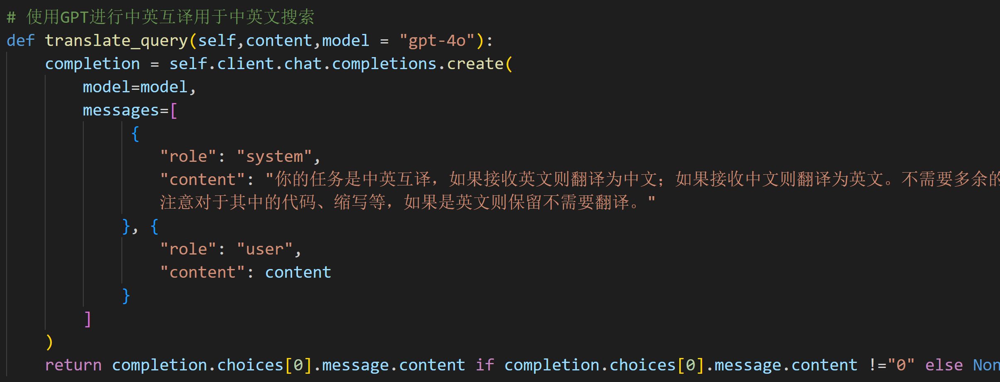 # 使用GPT进行中英互译用于中英文搜索
def translate_query(self,content,model = "gpt-4o"):
    completion = self.client.chat.completions.create(
        model=model,
        messages=[
             {
                "role": "system",
                "content": "你的任务是中英互译，如果接收英文则翻译为中文；如果接收中文则翻译为英文。不需要多余的
                注意对于其中的代码、缩写等，如果是英文则保留不需要翻译。"
            }, {
                "role": "user",
                "content": content
            }
        ]
    )
    return completion.choices[0].message.content if completion.choices[0].message.content !="0" else Non